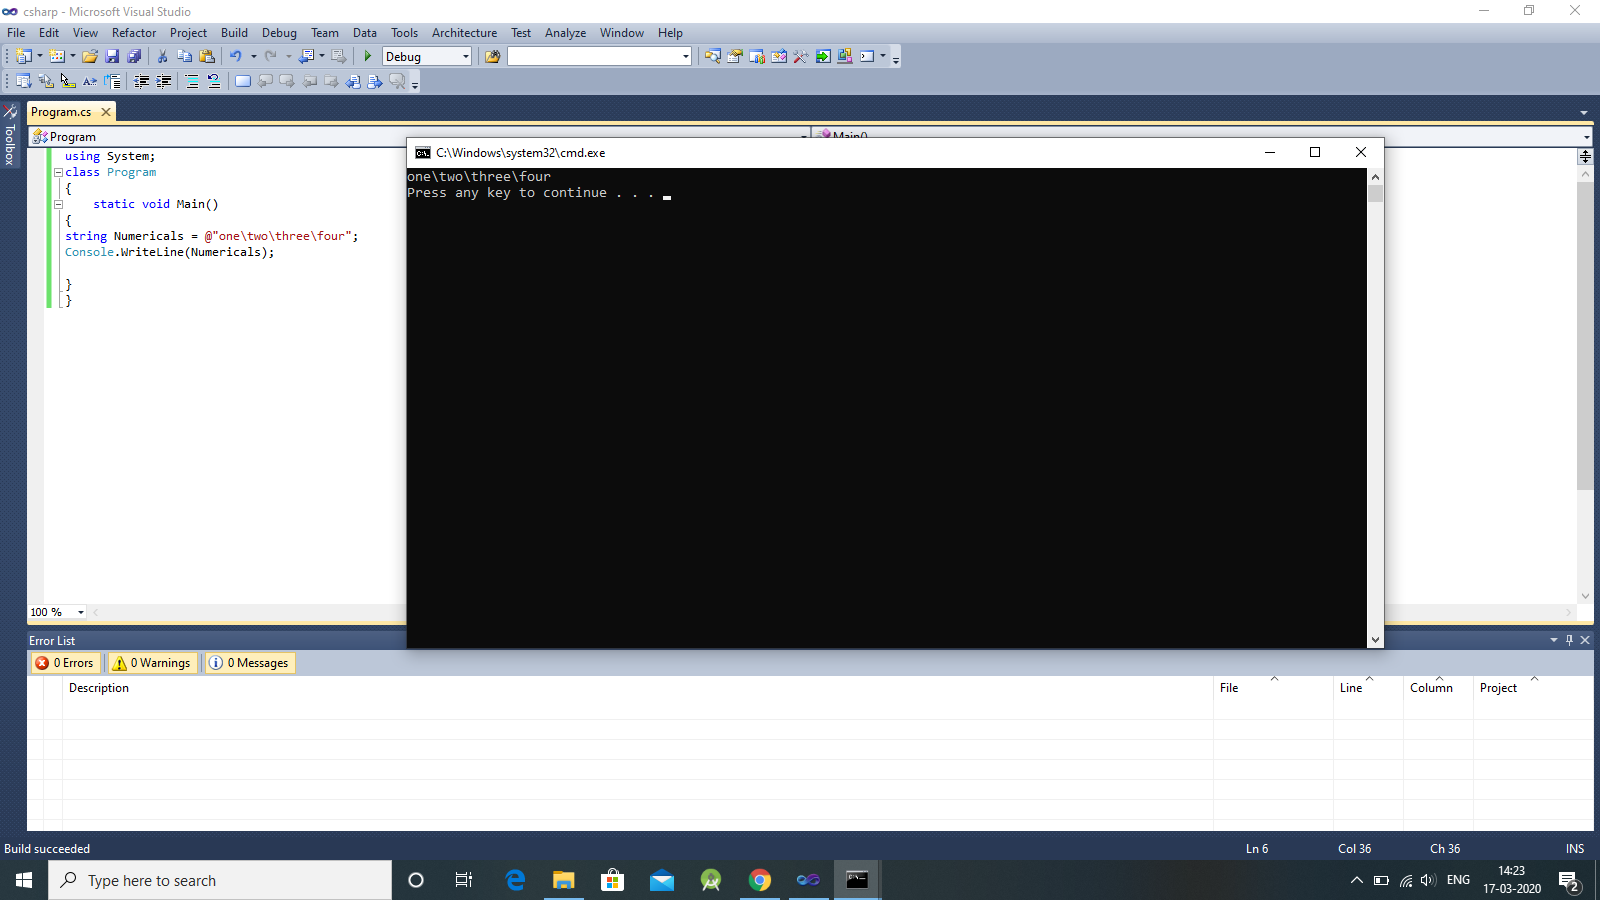 csharp - Microsoft Visual Studio
File Edit View Refactor Project Build Debug Team Data Tools Architecture Test Analyze Window Help
Debug
Toolbox
Program.cs
Program
Main()
using System;
class Program
{
static void Main()
{
string Numericals = @"one\two\three\four";
Console.WriteLine(Numericals);
}
}
C:\Windows\system32\cmd.exe
one\two\three\four
Press any key to continue . . .
100 %
Error List
0 Errors 0 Warnings 0 Messages
Description File Line Column Project
Build succeeded Ln 6 Col 36 Ch 36 INS
Type here to search
ENG
14:23
17-03-2020
2